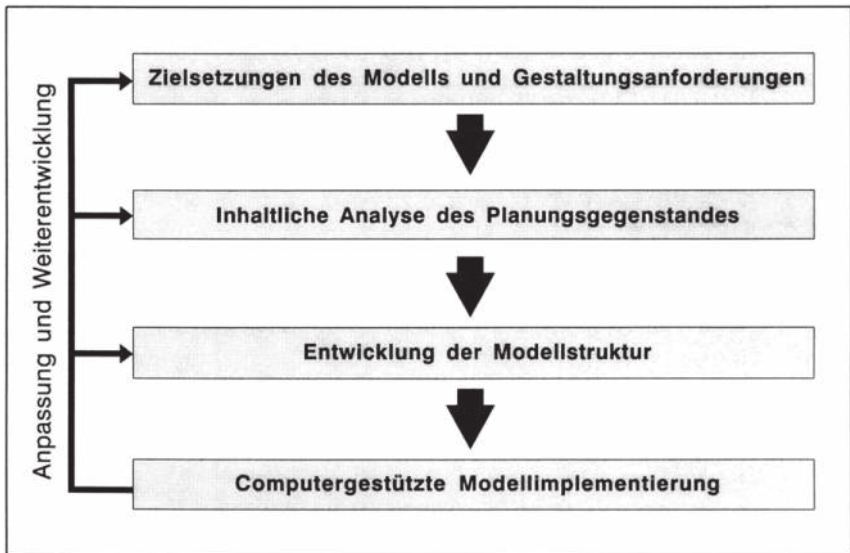 Zielsetzungen des Modells und Gestaltungsanforderungen
Inhaltliche Analyse des Planungsgegenstandes
Entwicklung der Modellstruktur
Computergestützte Modellimplementierung
Anpassung und Weiterentwicklung